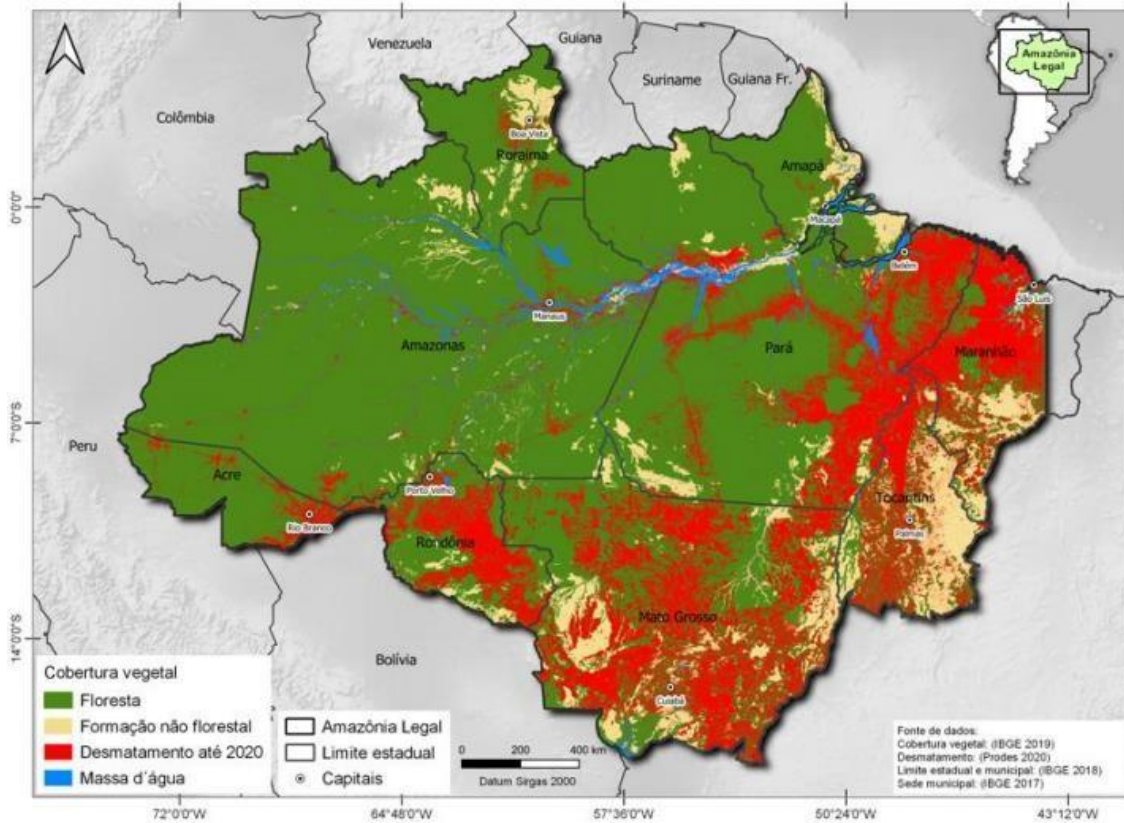 Venezuela
Guiana
Suriname
Guiana Fr.
Colômbia
Amazônia
Legal
Boa Vista
Roraima
Amapá
Macapá
Belém
São Luís
Manaus
Amazonas
Pará
Maranhão
Peru
Acre
Porto Velho
Rio Branco
Rondônia
Tocantins
Palmas
Mato Grosso
Bolívia
Cuiabá
0°0'0"
7°0'0"S
14°0'0"S
Cobertura vegetal
Floresta
Formação não florestal
Desmatamento até 2020
Massa d´água
Amazônia Legal
Limite estadual
Capitais
0 200 400 km
Datum Sirgas 2000
Fonte de dados:
Cobertura vegetal: (IBGE 2019)
Desmatamento: (Prodes 2020)
Limite estadual e municipal: (IBGE 2018)
Sede municipal: (IBGE 2017)
72°0'0"W 64°48'0"W 57°36'0"W 50°24'0"W 43°12'0"W